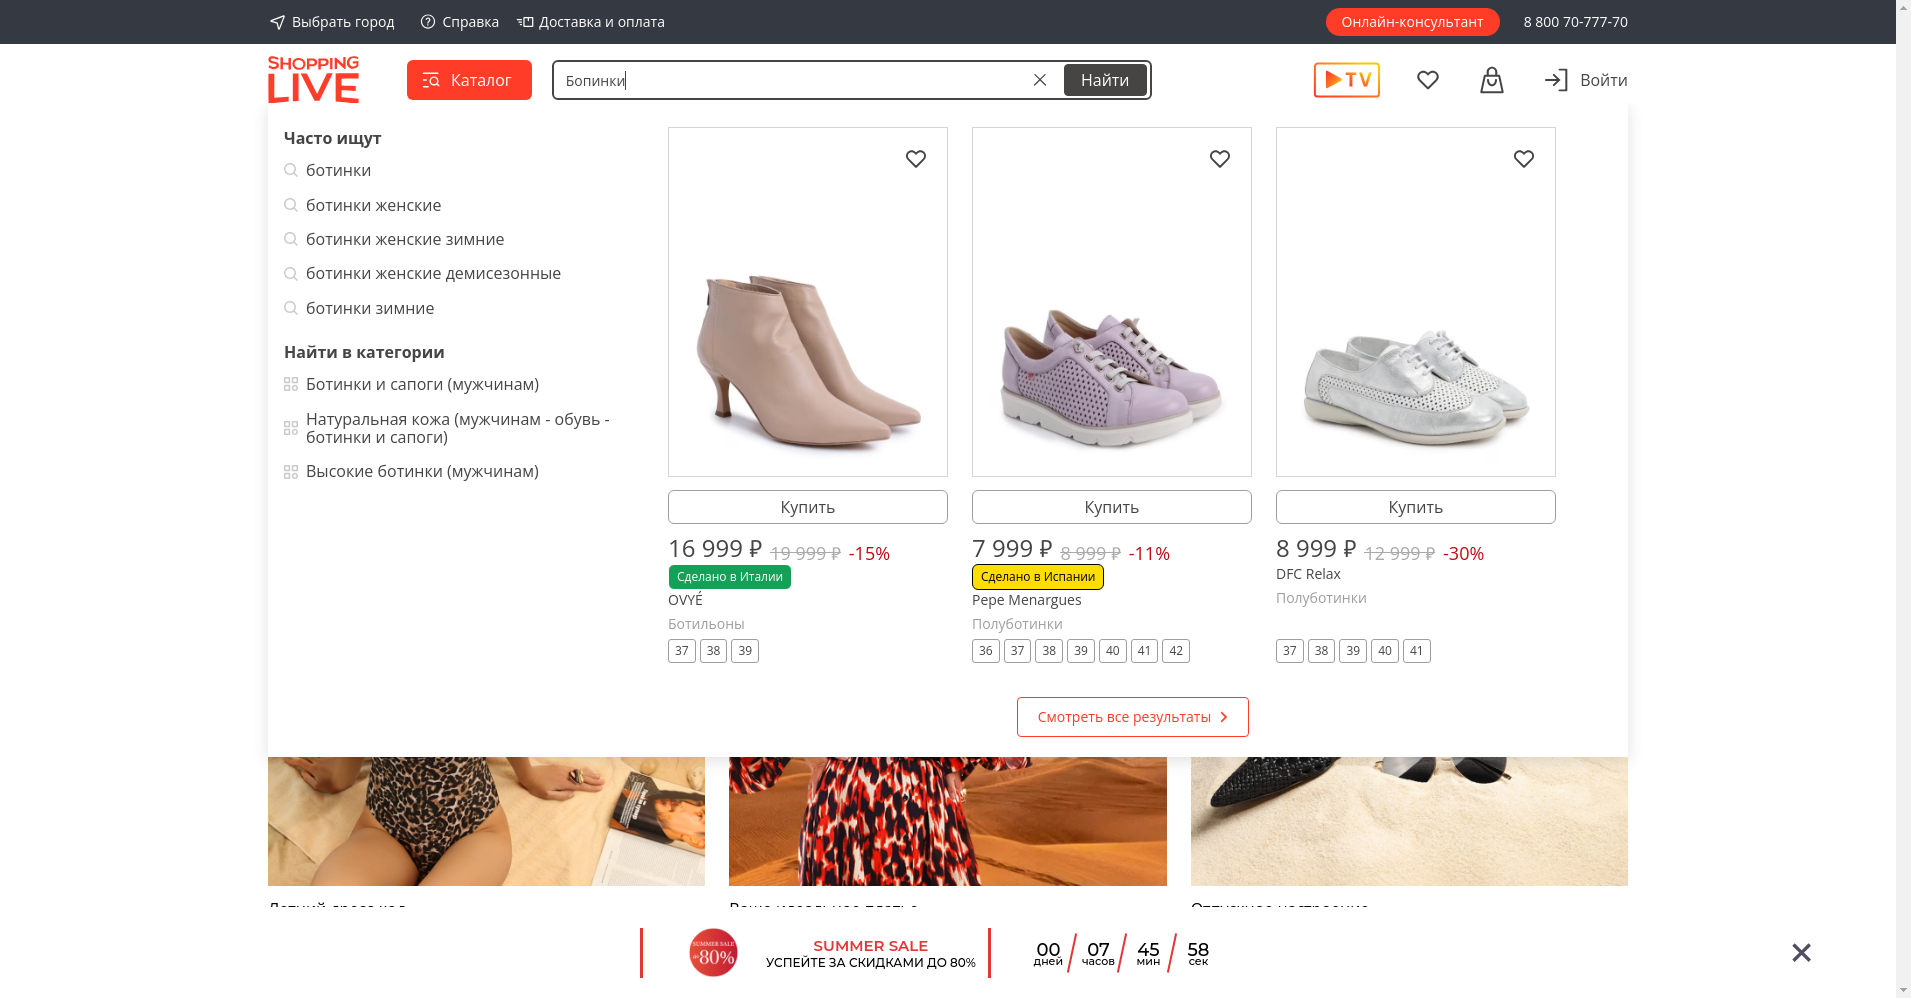 Выбрать город
Справка
Доставка и оплата
Онлайн-консультант
8 800 70-777-70
SHOPPING
LIVE
Каталог
Бопинки
Найти
TV
Войти
Часто ищут
ботинки
ботинки женские
ботинки женские зимние
ботинки женские демисезонные
ботинки зимние
Найти в категории
Ботинки и сапоги (мужчинам)
Натуральная кожа (мужчинам - обувь -
ботинки и сапоги)
Высокие ботинки (мужчинам)
Купить
16 999 ₽ 19 999 ₽ -15%
Сделано в Италии
OVYÉ
Ботильоны
37 38 39
Купить
7 999 ₽ 8 999 ₽ -11%
Сделано в Испании
Pepe Menargues
Полуботинки
36 37 38 39 40 41 42
Купить
8 999 ₽ 12 999 ₽ -30%
DFC Relax
Полуботинки
37 38 39 40 41
Смотреть все результаты
SUMMER SALE
до 80%
SUMMER SALE
УСПЕЙТЕ ЗА СКИДКАМИ ДО 80%
00 07 45 58
дней часов мин сек